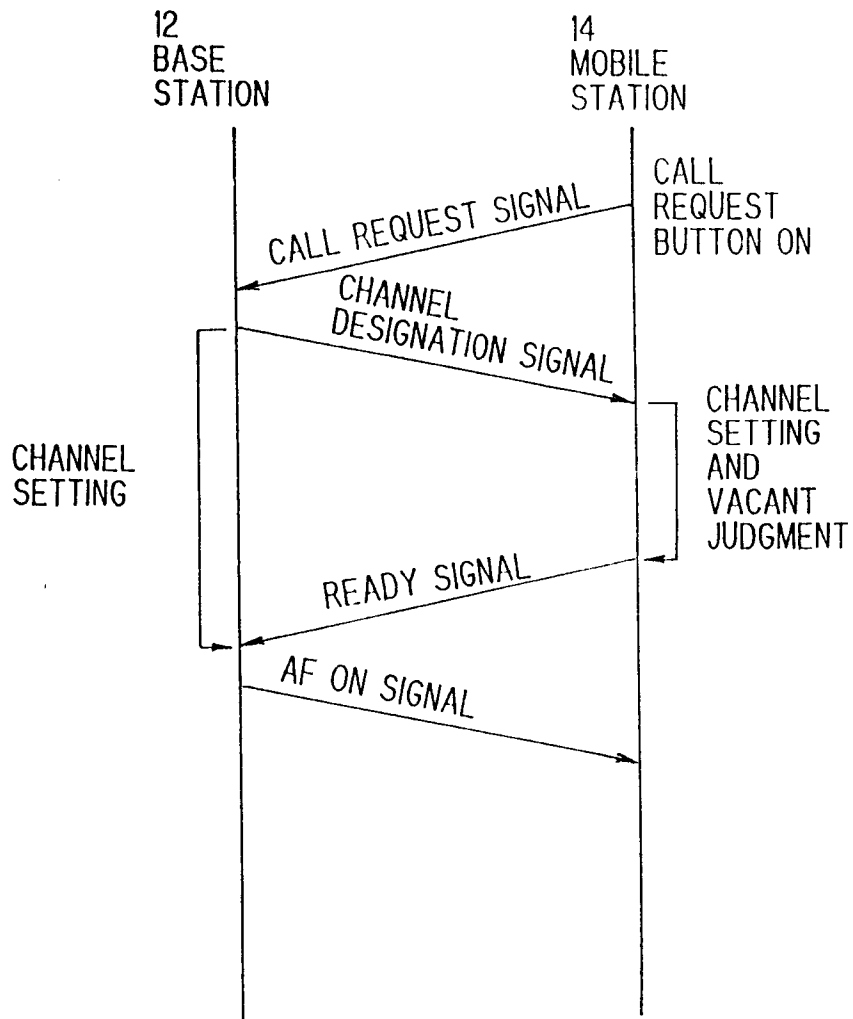 12
BASE
STATION
14
MOBILE
STATION
CALL
REQUEST
BUTTON ON
CALL REQUEST SIGNAL
CHANNEL
DESIGNATION SIGNAL
CHANNEL
SETTING
CHANNEL
SETTING
AND
VACANT
JUDGMENT
READY SIGNAL
AF ON SIGNAL